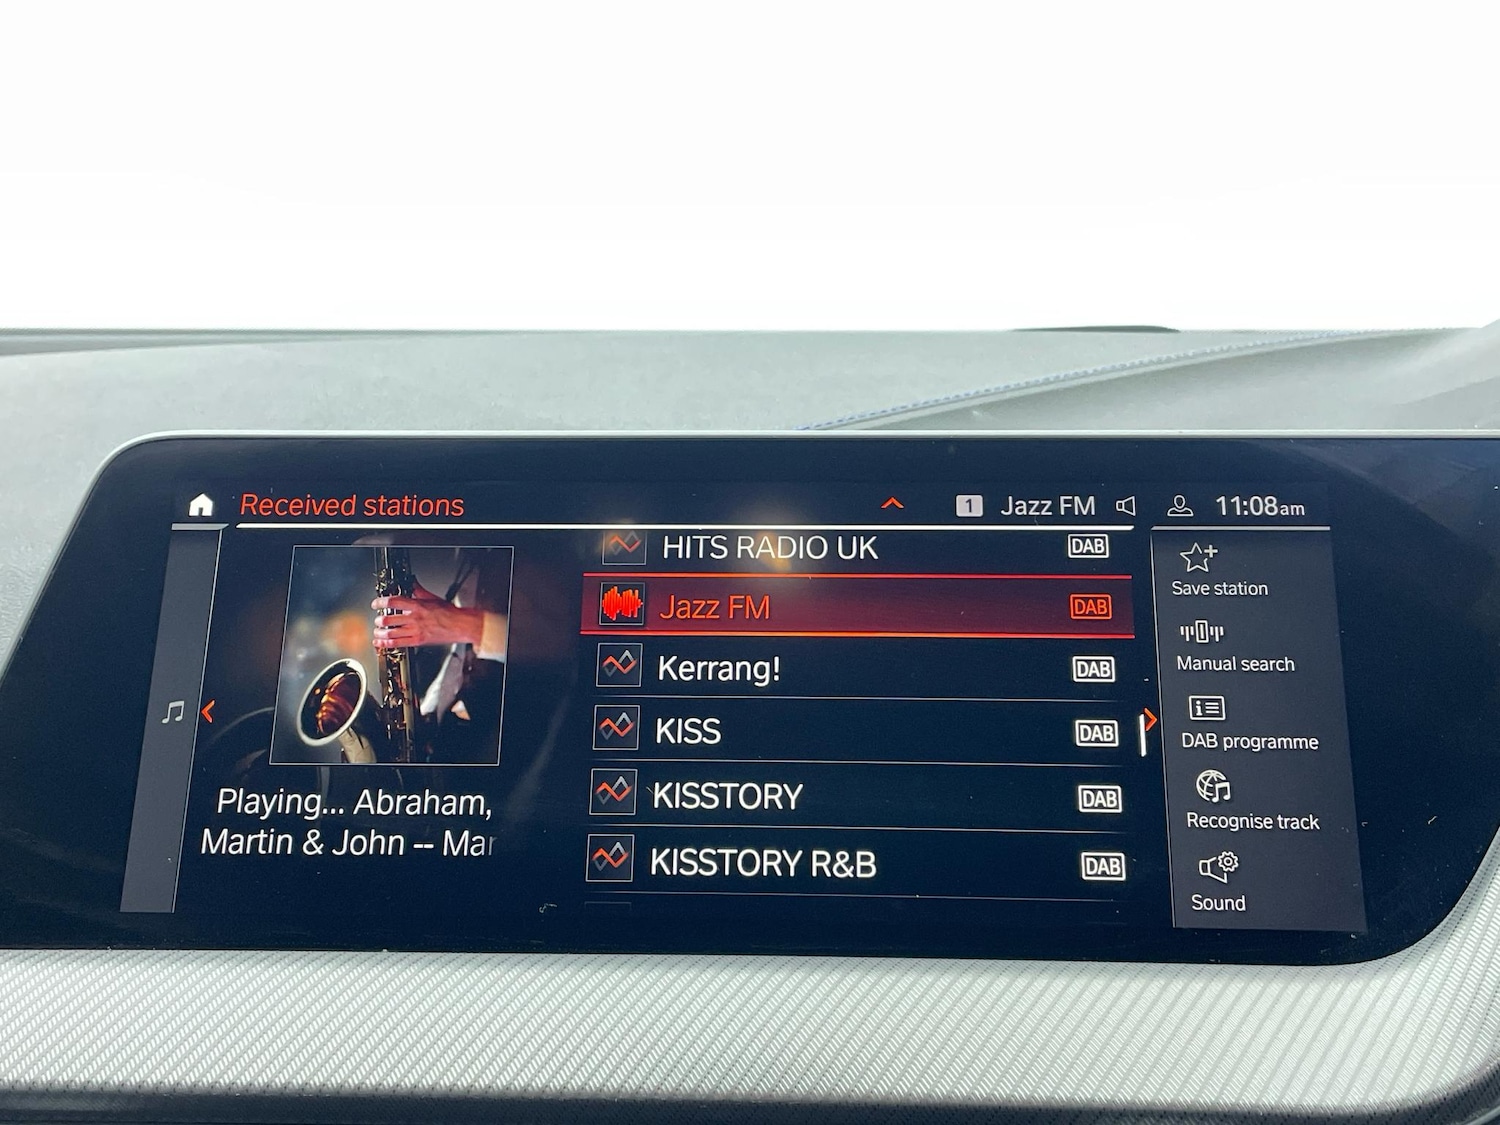 Received stations
1 Jazz FM
11:08am
HITS RADIO UK DAB
Jazz FM DAB
Kerrang! DAB
KISS DAB
KISSTORY DAB
KISSTORY R&B DAB
Playing... Abraham,
Martin & John -- Mar
Save station
Manual search
DAB programme
Recognise track
Sound